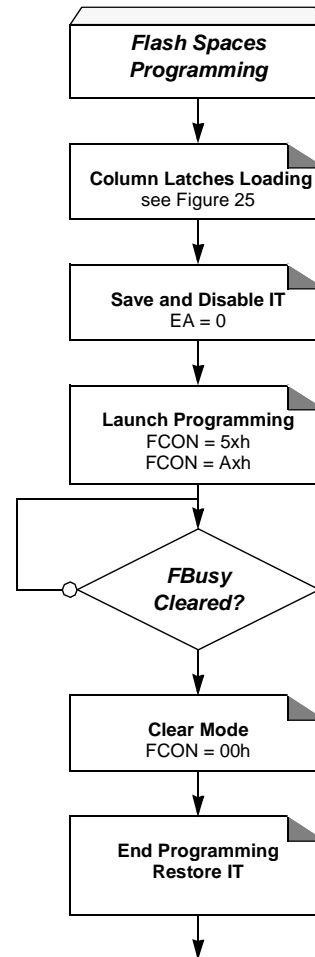 Flash Spaces
Programming
Column Latches Loading
see Figure 25
Save and Disable IT
EA = 0
Launch Programming
FCON = 5xh
FCON = Axh
FBusy
Cleared?
Clear Mode
FCON = 00h
End Programming
Restore IT